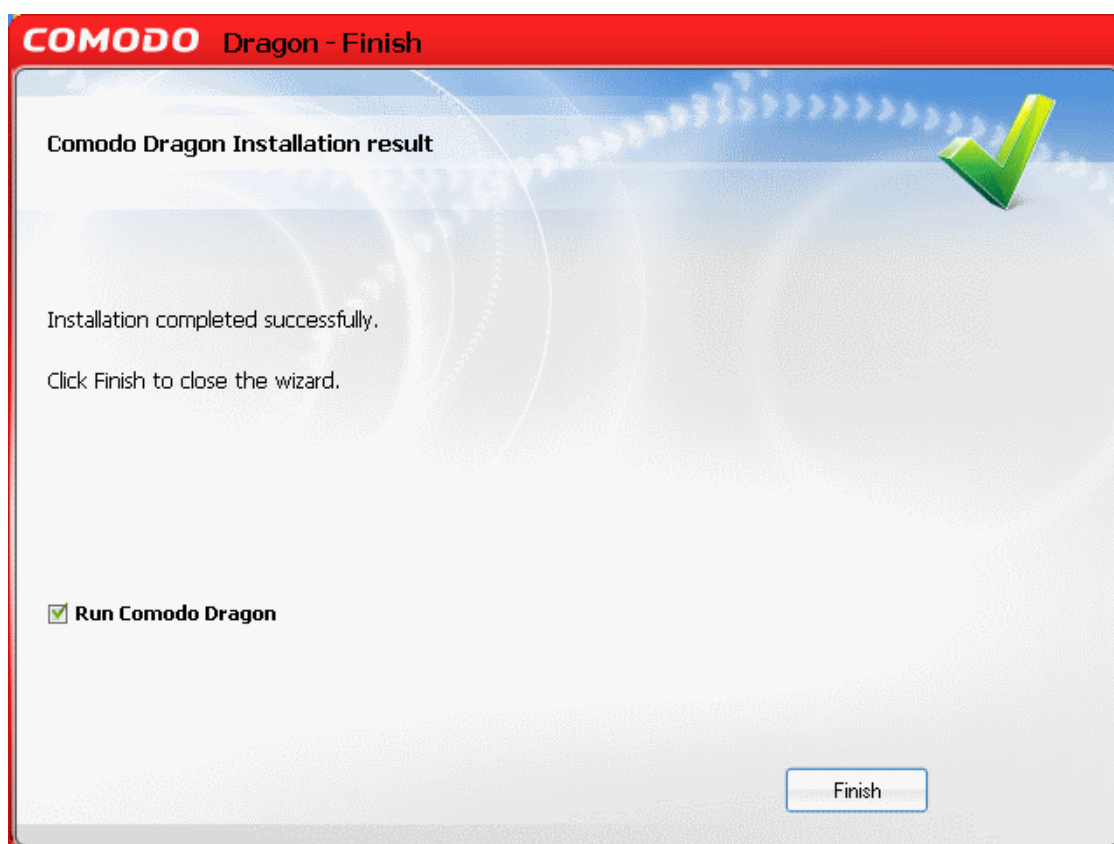 COMODO Dragon - Finish
Comodo Dragon Installation result
Installation completed successfully.
Click Finish to close the wizard.
Run Comodo Dragon
Finish